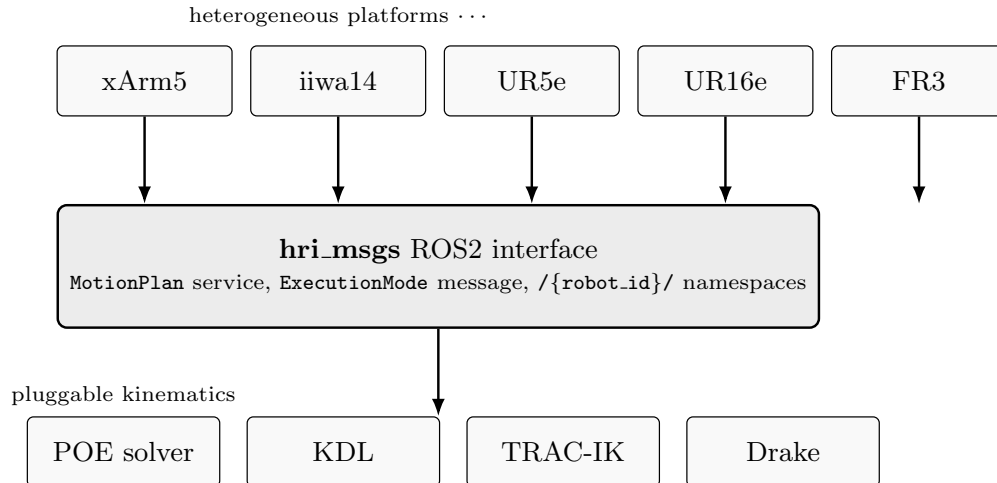 heterogeneous platforms ···
xArm5 iiwa14 UR5e UR16e FR3
hri_msgs ROS2 interface
MotionPlan service, ExecutionMode message, /{robot_id}/ namespaces
pluggable kinematics
POE solver KDL TRAC-IK Drake